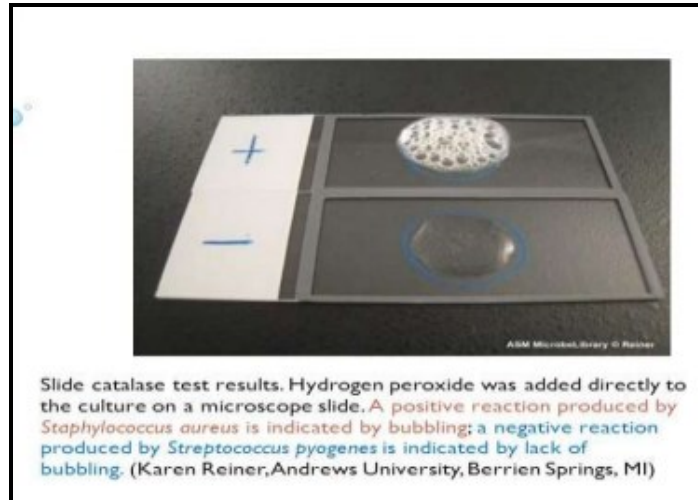 +
−
ASM MicrobeLibrary © Reiner
Slide catalase test results. Hydrogen peroxide was added directly to
the culture on a microscope slide. A positive reaction produced by
Staphylococcus aureus is indicated by bubbling; a negative reaction
produced by Streptococcus pyogenes is indicated by lack of
bubbling. (Karen Reiner, Andrews University, Berrien Springs, MI)